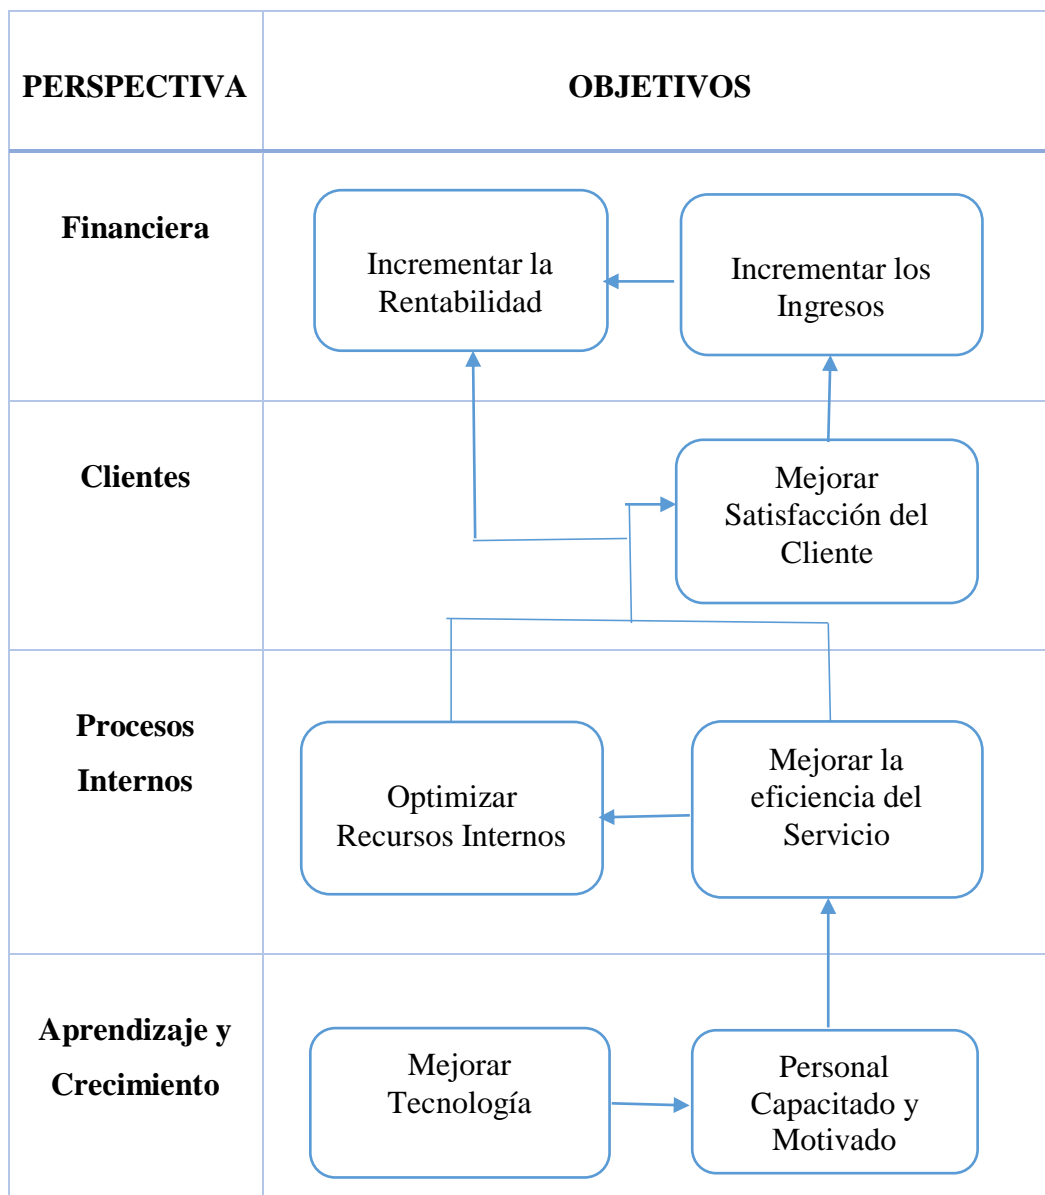 PERSPECTIVA
OBJETIVOS
Financiera
Incrementar la
Rentabilidad
Incrementar los
Ingresos
Clientes
Mejorar
Satisfacción del
Cliente
Procesos
Internos
Optimizar
Recursos Internos
Mejorar la
eficiencia del
Servicio
Aprendizaje y
Crecimiento
Mejorar
Tecnología
Personal
Capacitado y
Motivado